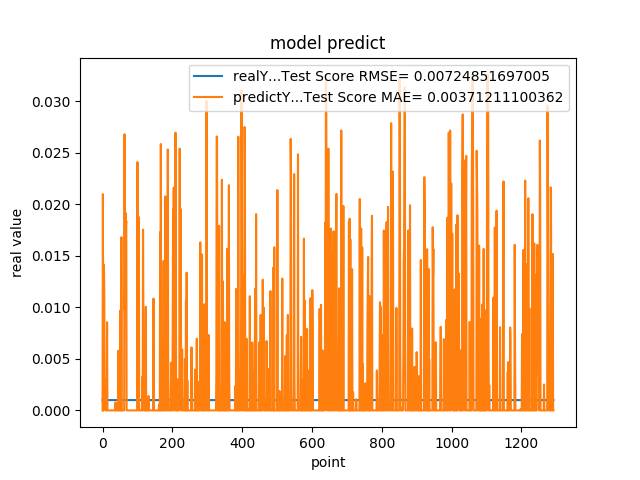 model predict
realY...Test Score RMSE= 0.00724851697005
predictY...Test Score MAE= 0.00371211100362
real value
0.030
0.025
0.020
0.015
0.010
0.005
0.000
0 200 400 600 800 1000 1200
point